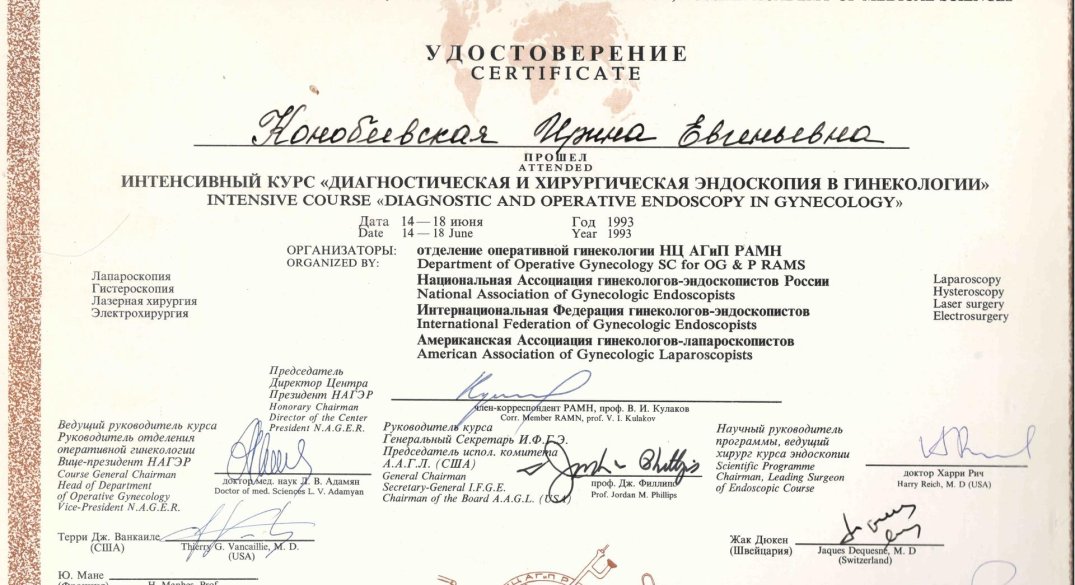 OF MEDICAL SCIENCES
УДОСТОВЕРЕНИЕ
CERTIFICATE
Конобеевская Ирина Евгеньевна
ПРОШЕЛ
ATTENDED
ИНТЕНСИВНЫЙ КУРС «ДИАГНОСТИЧЕСКАЯ И ХИРУРГИЧЕСКАЯ ЭНДОСКОПИЯ В ГИНЕКОЛОГИИ»
INTENSIVE COURSE «DIAGNOSTIC AND OPERATIVE ENDOSCOPY IN GYNECOLOGY»
Дата 14—18 июня Год 1993
Date 14—18 June Year 1993
ОРГАНИЗАТОРЫ: отделение оперативной гинекологии НЦ АГиП РАМН
ORGANIZED BY: Department of Operative Gynecology SC for OG & P RAMS
Национальная Ассоциация гинекологов-эндоскопистов России
National Association of Gynecologic Endoscopists
Интернациональная Федерация гинекологов-эндоскопистов
International Federation of Gynecologic Endoscopists
Американская Ассоциация гинекологов-лапароскопистов
American Association of Gynecologic Laparoscopists
Лапароскопия
Гистероскопия
Лазерная хирургия
Электрохирургия
Laparoscopy
Hysteroscopy
Laser surgery
Electrosurgery
Председатель
Директор Центра
Президент НАГЭР
Honorary Chairman
Director of the Center
President N.A.G.E.R.
член-корреспондент РАМН, проф. В. И. Кулаков
Corr. Member RAMN, prof. V. I. Kulakov
Ведущий руководитель курса
Руководитель отделения
оперативной гинекологии
Вице-президент НАГЭР
Course General Chairman
Head of Department
of Operative Gynecology
Vice-President N.A.G.E.R.
доктор мед. наук Л. В. Адамян
Doctor of med. Sciences L. V. Adamyan
Руководитель курса
Генеральный Секретарь И.Ф.Г.Э.
Председатель испол. комитета
А.А.Г.Л. (США)
General Chairman
Secretary-General I.F.G.E.
Chairman of the Board A.A.G.L. (USA)
проф. Дж. Филлипс
Prof. Jordan M. Phillips
Научный руководитель
программы, ведущий
хирург курса эндоскопии
Scientific Programme
Chairman, Leading Surgeon
of Endoscopic Course
доктор Харри Рич
Harry Reich, M. D (USA)
Терри Дж. Ванкаиле
(США)
Thierry G. Vancaillie, M. D.
(USA)
Жак Дюкен
(Швейцария)
Jaques Dequesne, M. D
(Switzerland)
Ю. Мане
H. Manhes, Prof.
НЦ АГиП Р